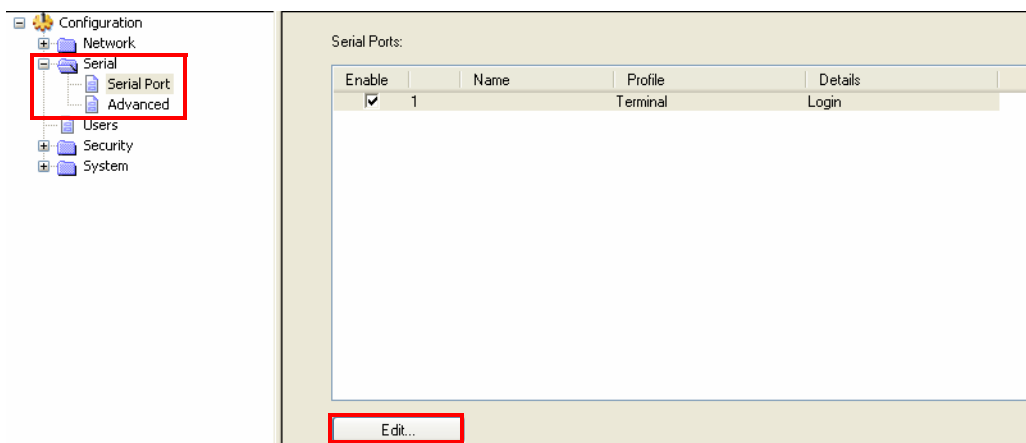 Configuration
Network
Serial
Serial Port
Advanced
Users
Security
System
Serial Ports:
Enable Name Profile Details
1 Terminal Login
Edit...